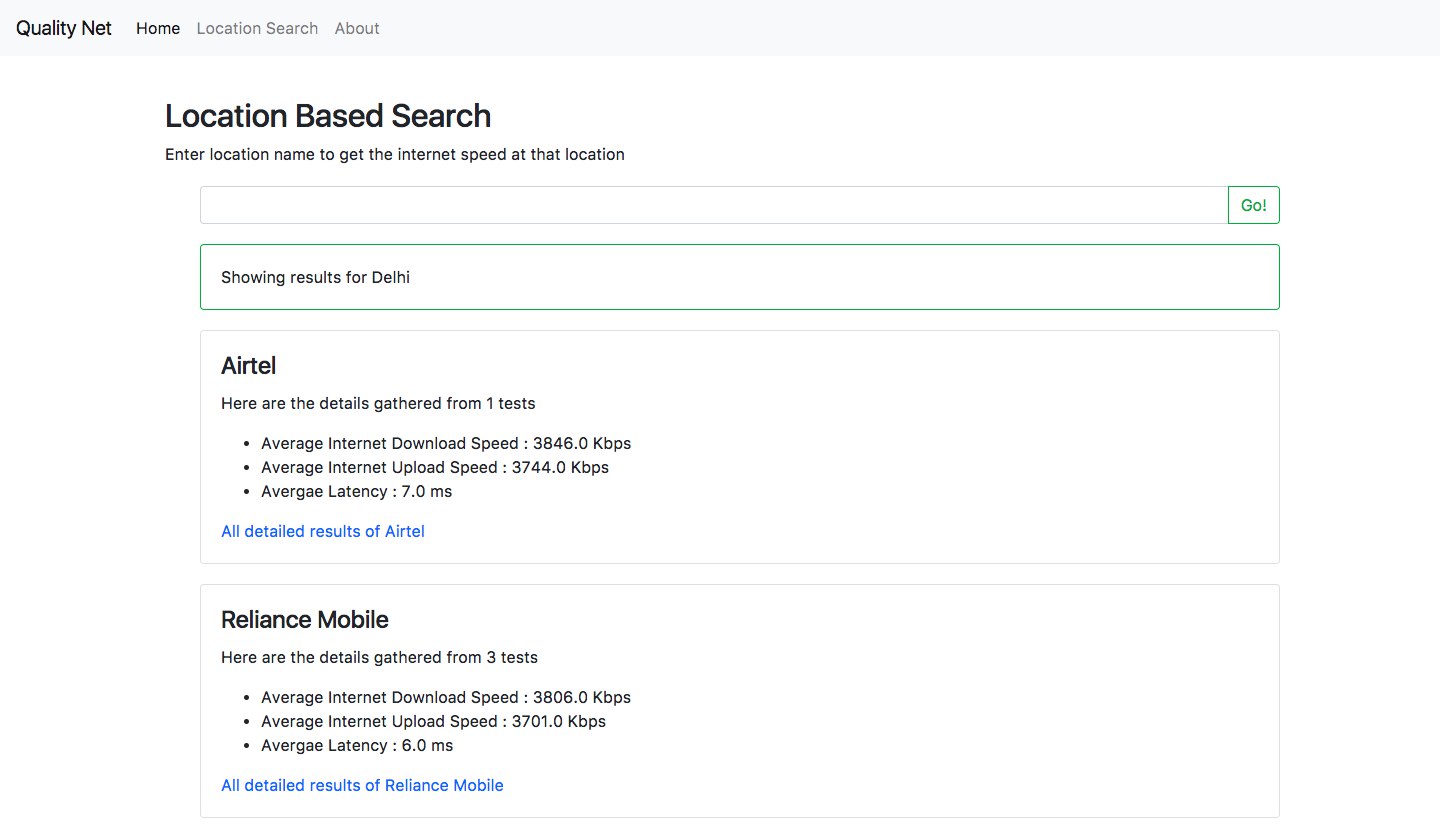 Quality Net Home Location Search About
Location Based Search
Enter location name to get the internet speed at that location
Go!
Showing results for Delhi
Airtel
Here are the details gathered from 1 tests
• Average Internet Download Speed : 3846.0 Kbps
• Average Internet Upload Speed : 3744.0 Kbps
• Avergae Latency : 7.0 ms
All detailed results of Airtel
Reliance Mobile
Here are the details gathered from 3 tests
• Average Internet Download Speed : 3806.0 Kbps
• Average Internet Upload Speed : 3701.0 Kbps
• Avergae Latency : 6.0 ms
All detailed results of Reliance Mobile